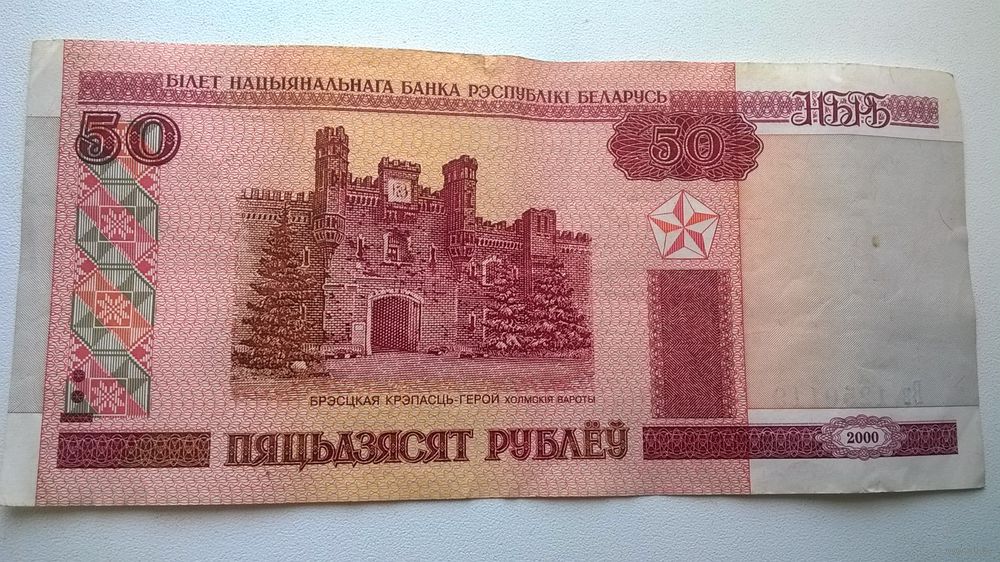 БІЛЕТ НАЦЫЯНАЛЬНАГА БАНКА РЭСПУБЛІКІ БЕЛАРУСЬ
НБРБ
50
50
БРЭСЦКАЯ КРЭПАСЦЬ-ГЕРОЙ ХОЛМСКІЯ ВАРОТЫ
ПЯЦЬДЗЯСЯТ РУБЛЁЎ
2000